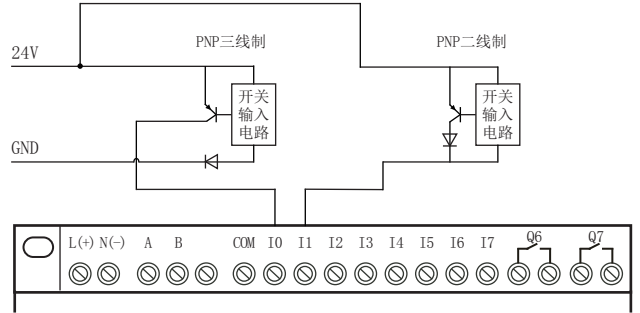 PNP三线制
PNP二线制
24V
开关
输入
电路
开关
输入
电路
GND
L(+) N(-) A B COM I0 I1 I2 I3 I4 I5 I6 I7 Q6 Q7